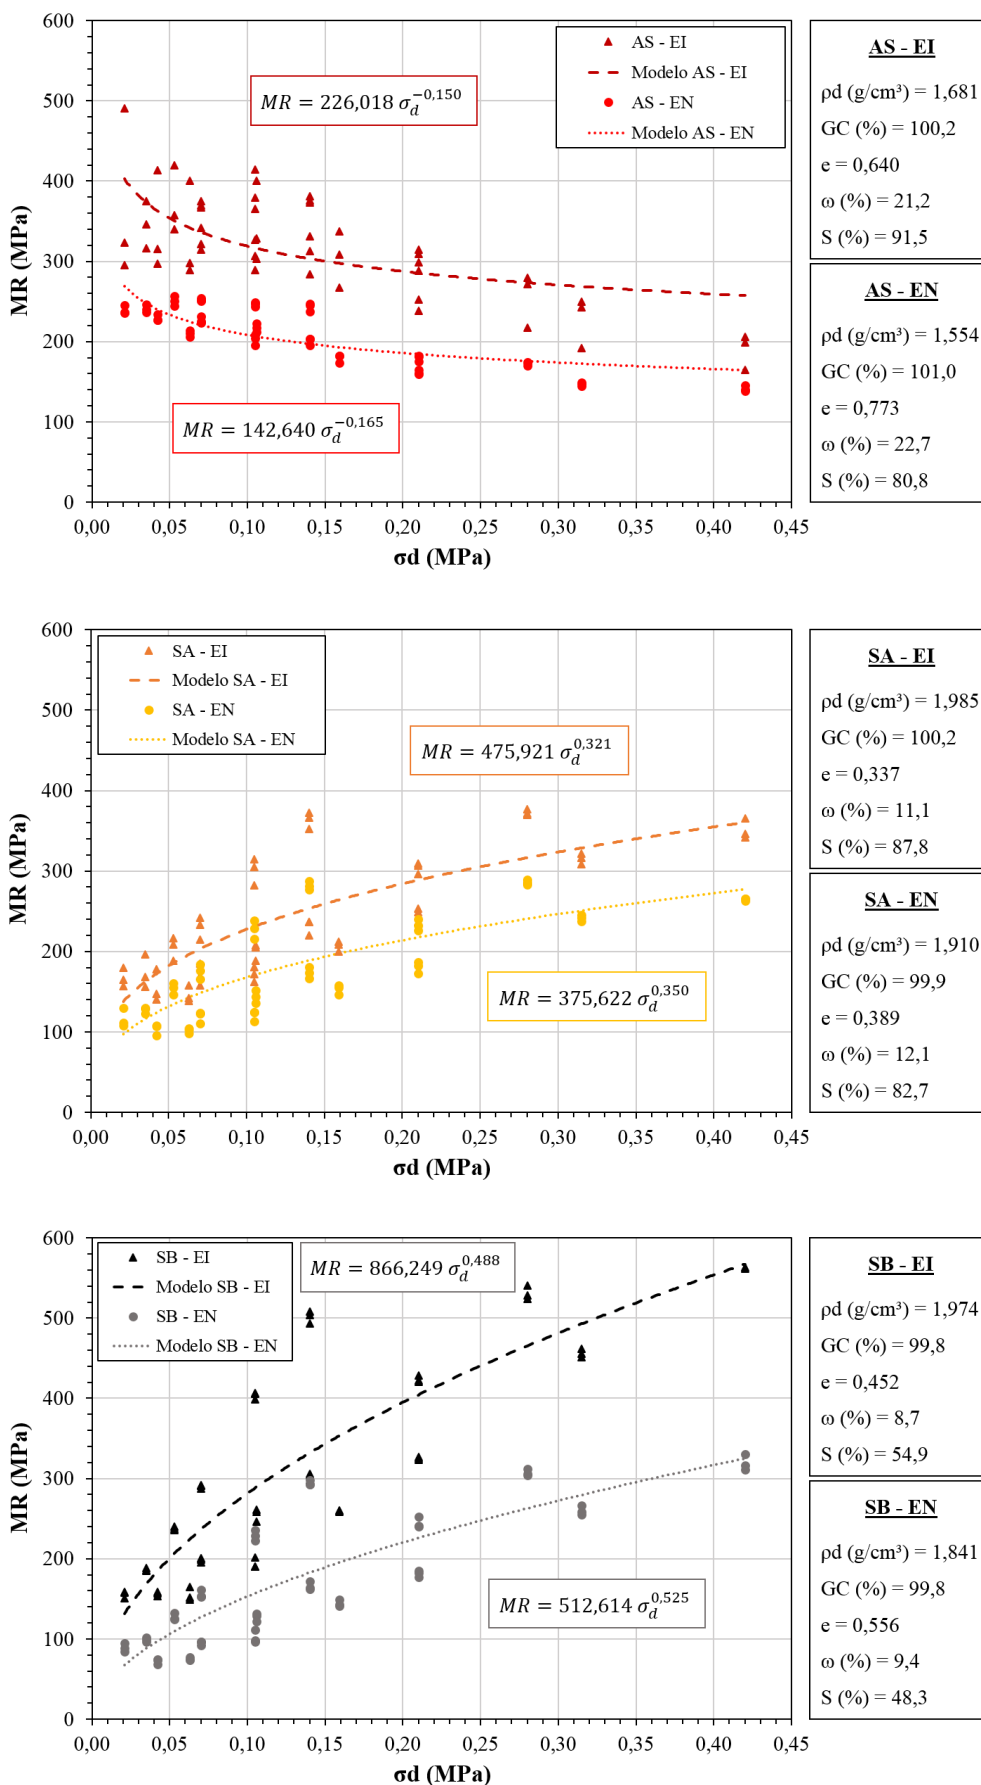 600
500
400
300
200
100
0
MR (MPa)
0,00 0,05 0,10 0,15 0,20 0,25 0,30 0,35 0,40 0,45
σd (MPa)
AS - EI
Modelo AS - EI
AS - EN
Modelo AS - EN
MR = 226,018 σd^−0,150
MR = 142,640 σd^−0,165
AS - EI
ρd (g/cm³) = 1,681
GC (%) = 100,2
e = 0,640
ω (%) = 21,2
S (%) = 91,5
AS - EN
ρd (g/cm³) = 1,554
GC (%) = 101,0
e = 0,773
ω (%) = 22,7
S (%) = 80,8
600
500
400
300
200
100
0
MR (MPa)
0,00 0,05 0,10 0,15 0,20 0,25 0,30 0,35 0,40 0,45
σd (MPa)
SA - EI
Modelo SA - EI
SA - EN
Modelo SA - EN
MR = 475,921 σd^0,321
MR = 375,622 σd^0,350
SA - EI
ρd (g/cm³) = 1,985
GC (%) = 100,2
e = 0,337
ω (%) = 11,1
S (%) = 87,8
SA - EN
ρd (g/cm³) = 1,910
GC (%) = 99,9
e = 0,389
ω (%) = 12,1
S (%) = 82,7
600
500
400
300
200
100
0
MR (MPa)
0,00 0,05 0,10 0,15 0,20 0,25 0,30 0,35 0,40 0,45
σd (MPa)
SB - EI
Modelo SB - EI
SB - EN
Modelo SB - EN
MR = 866,249 σd^0,488
MR = 512,614 σd^0,525
SB - EI
ρd (g/cm³) = 1,974
GC (%) = 99,8
e = 0,452
ω (%) = 8,7
S (%) = 54,9
SB - EN
ρd (g/cm³) = 1,841
GC (%) = 99,8
e = 0,556
ω (%) = 9,4
S (%) = 48,3